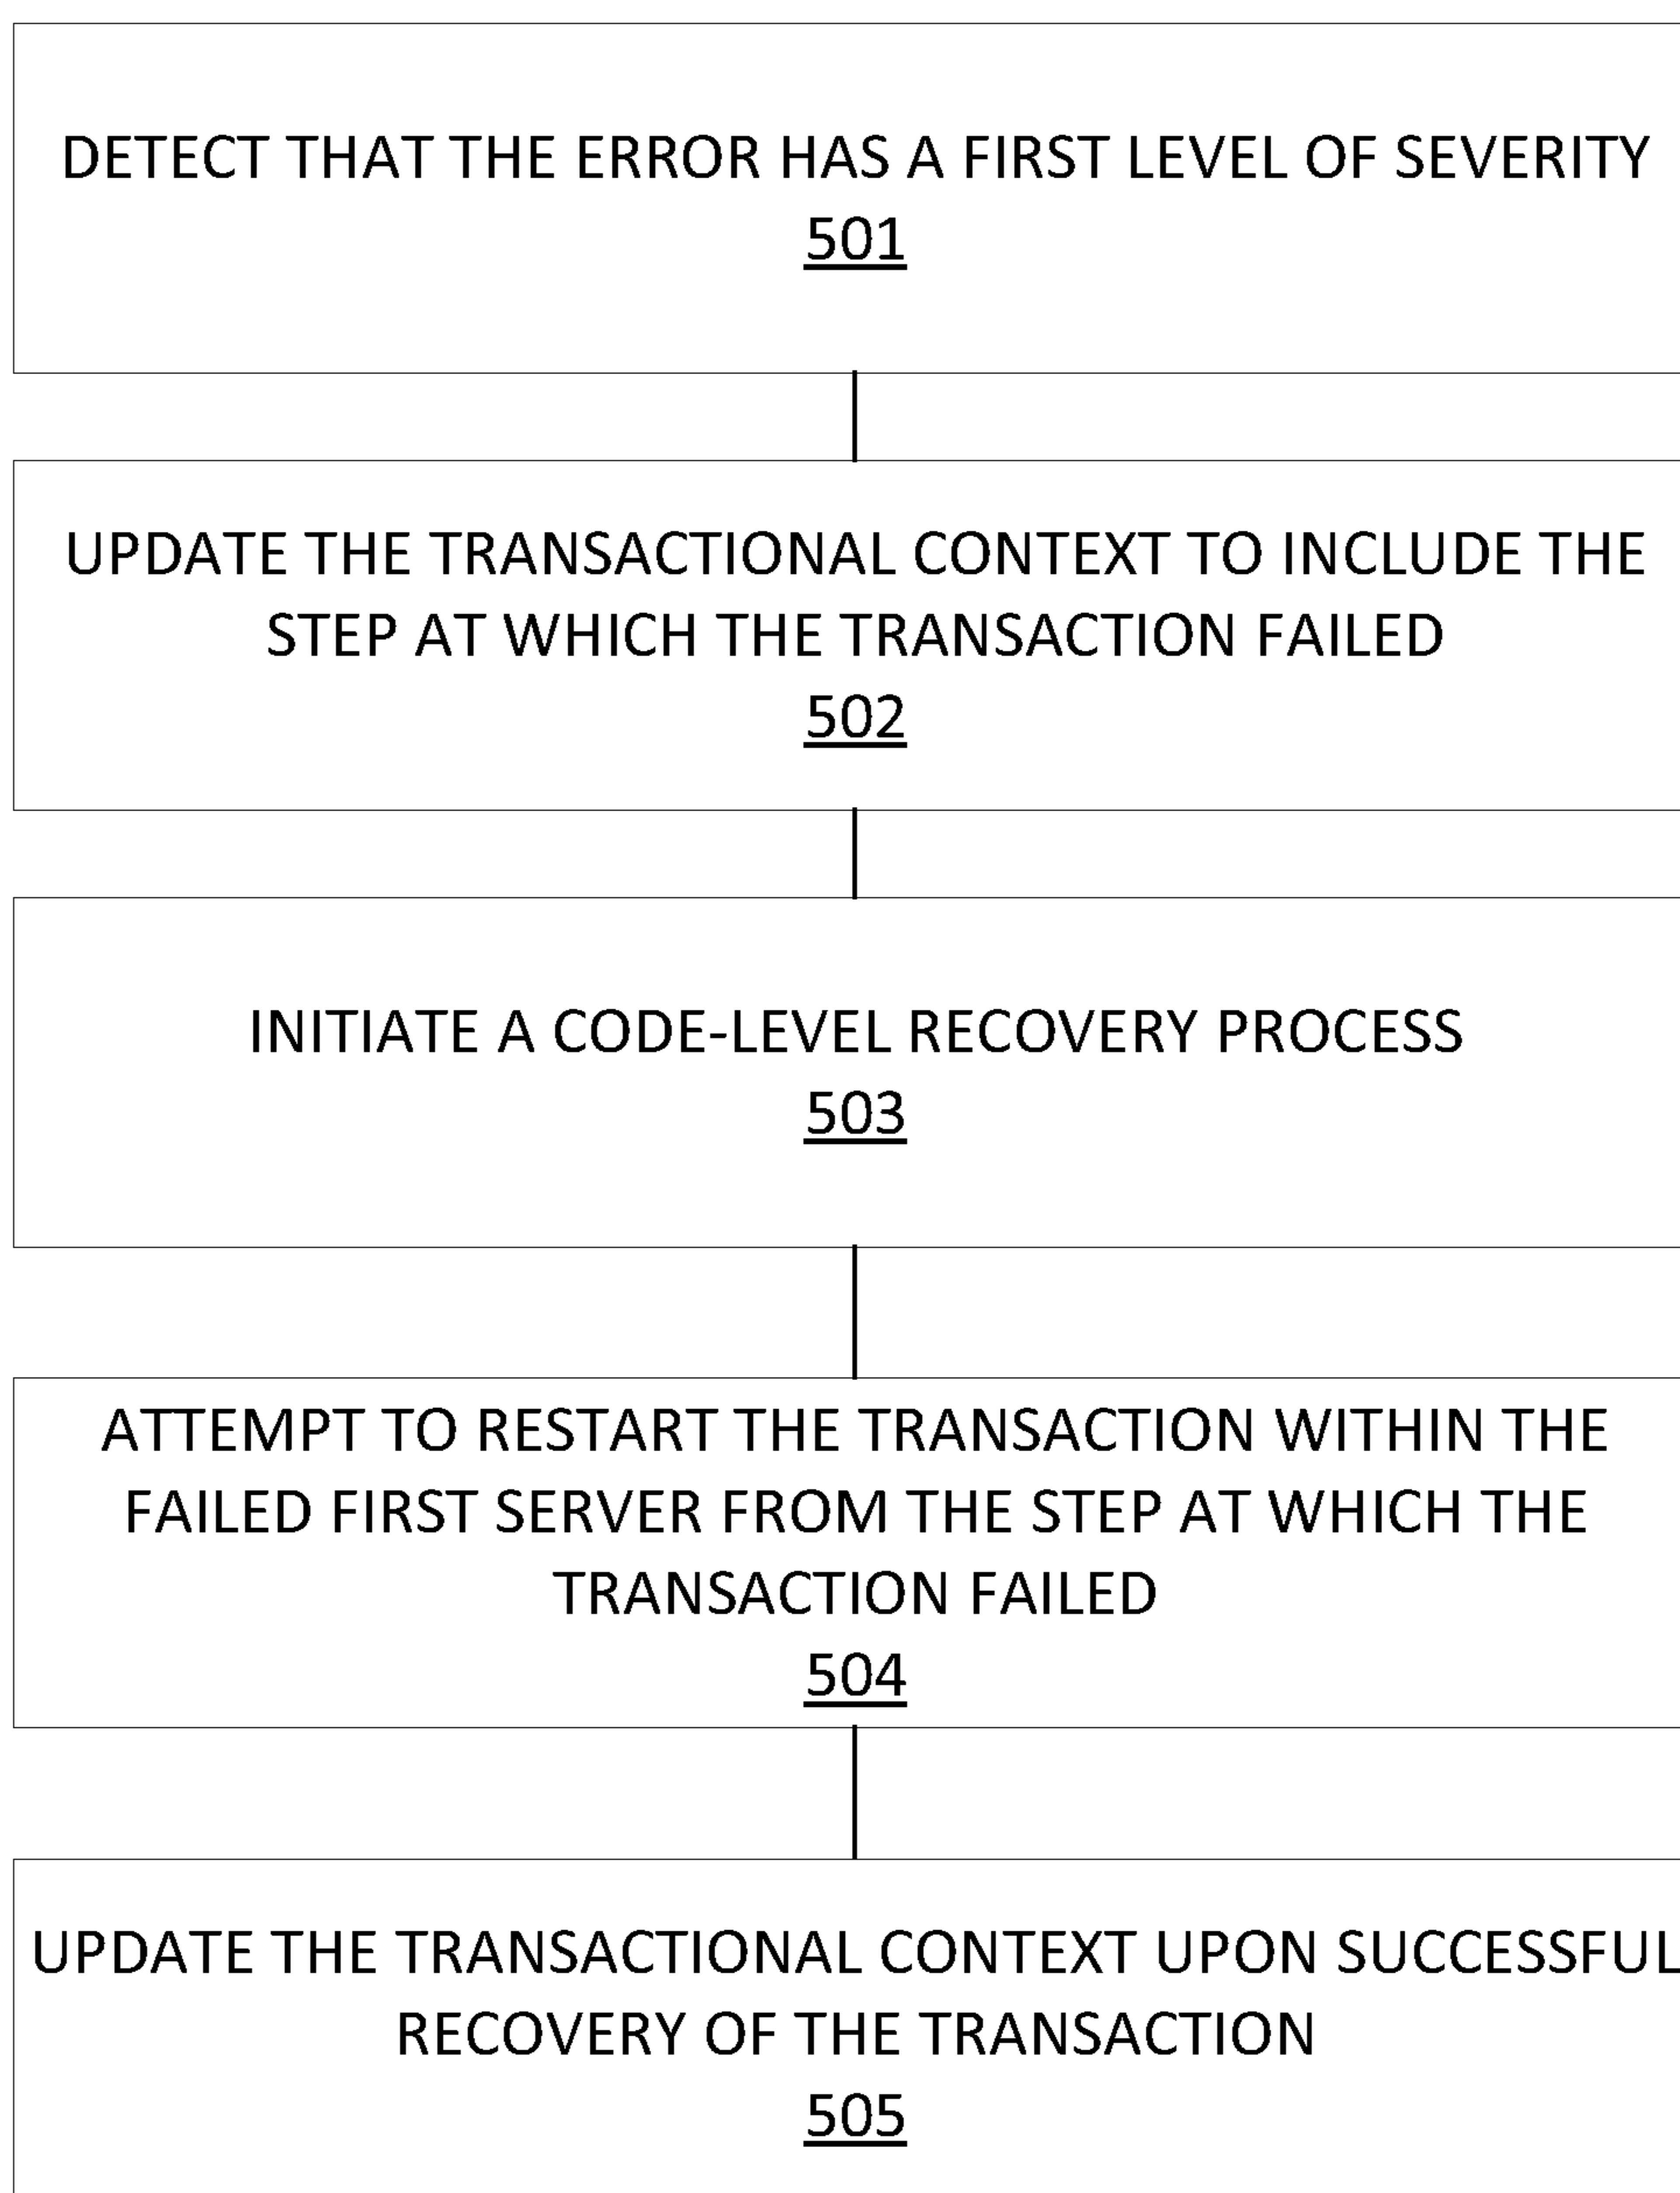 DETECT THAT THE ERROR HAS A FIRST LEVEL OF SEVERITY
501
UPDATE THE TRANSACTIONAL CONTEXT TO INCLUDE THE
STEP AT WHICH THE TRANSACTION FAILED
502
INITIATE A CODE-LEVEL RECOVERY PROCESS
503
ATTEMPT TO RESTART THE TRANSACTION WITHIN THE
FAILED FIRST SERVER FROM THE STEP AT WHICH THE
TRANSACTION FAILED
504
UPDATE THE TRANSACTIONAL CONTEXT UPON SUCCESSFUL
RECOVERY OF THE TRANSACTION
505